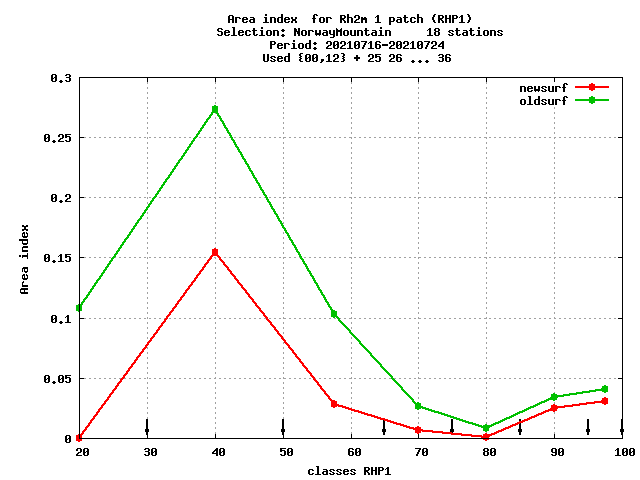 Area index  for Rh2m 1 patch (RHP1)
Selection: NorwayMountain     18 stations
Period: 20210716-20210724
Used {00,12} + 25 26 ... 36
newsurf
oldsurf
0.3
0.25
0.2
0.15
0.1
0.05
0
Area index
20 30 40 50 60 70 80 90 100
classes RHP1